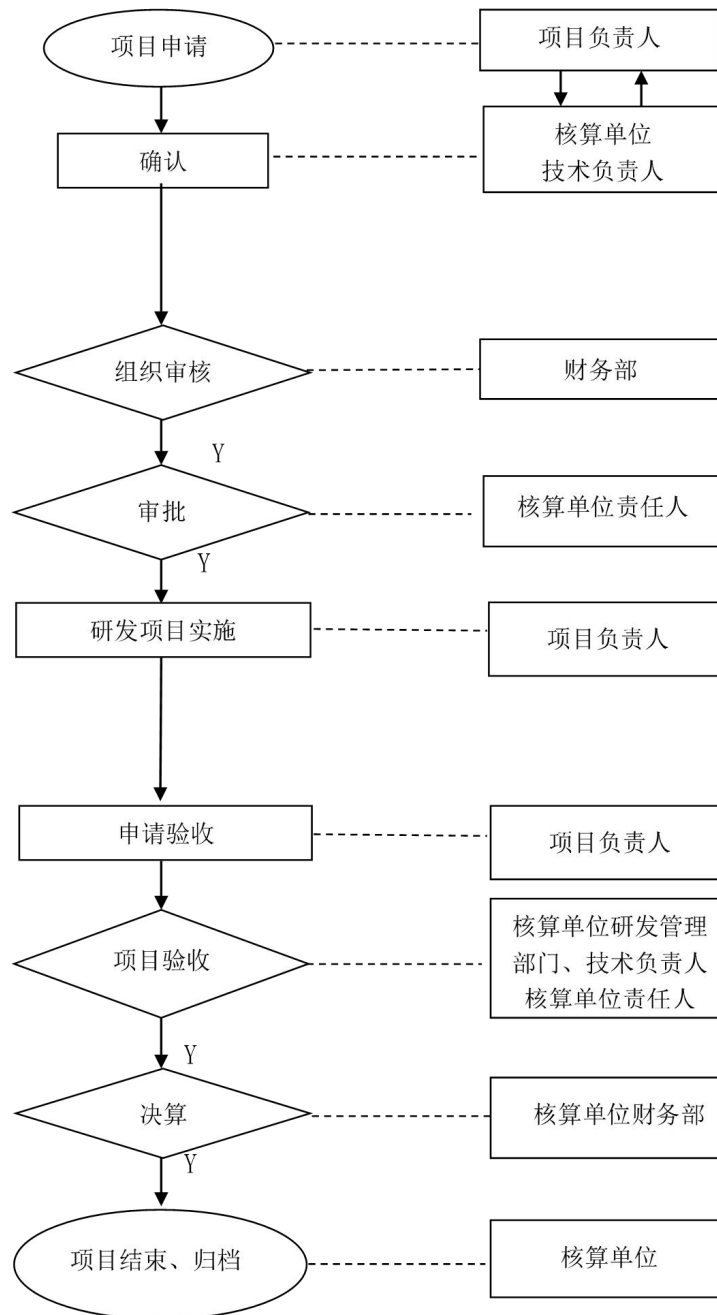 项目申请
项目负责人
确认
核算单位
技术负责人
组织审核
财务部
Y
审批
核算单位责任人
Y
研发项目实施
项目负责人
申请验收
项目负责人
项目验收
核算单位研发管理
部门、技术负责人
核算单位责任人
Y
决算
核算单位财务部
Y
项目结束、归档
核算单位